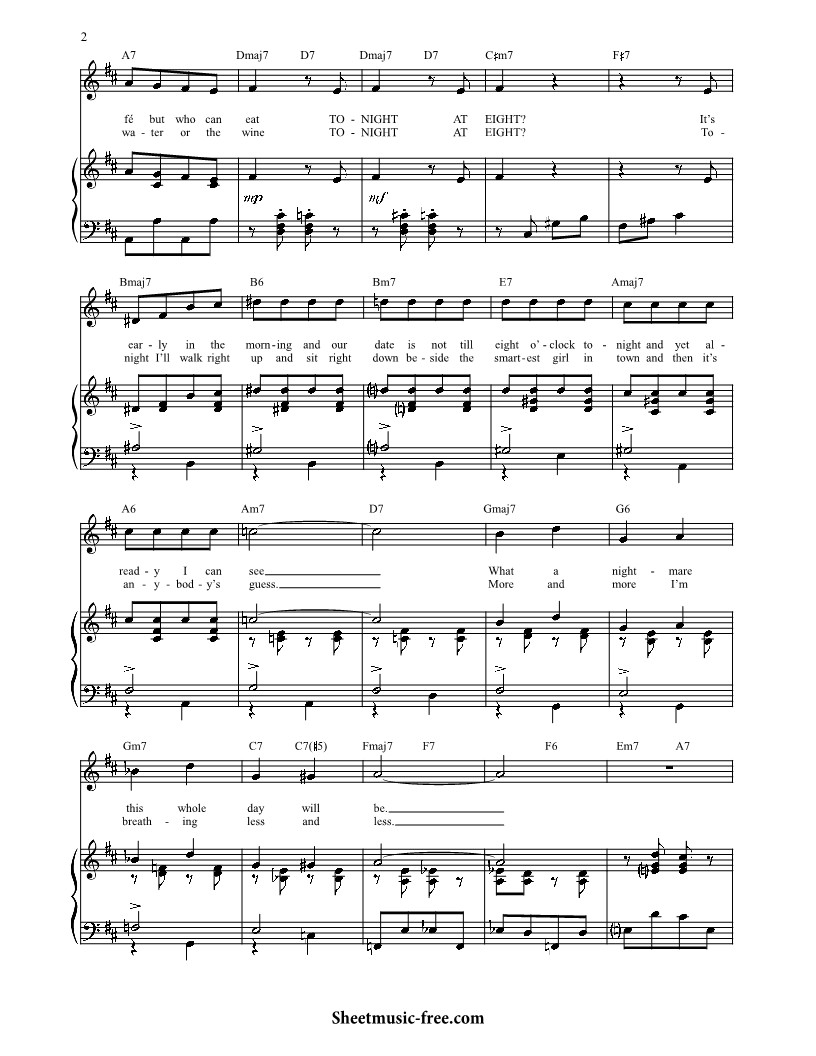 2
A7 Dmaj7 D7 Dmaj7 D7 C♯m7 F♯7
fé but who can eat TO - NIGHT AT EIGHT? It's
wa - ter or the wine TO - NIGHT AT EIGHT? To -
mp mf
Bmaj7 B6 Bm7 E7 Amaj7
ear - ly in the morn - ing and our date is not till eight o' - clock to - night and yet al -
night I'll walk right up and sit right down be - side the smart - est girl in town and then it's
A6 Am7 D7 Gmaj7 G6
read - y I can see What a night - mare
an - y - bod - y's guess. More and more I'm
Gm7 C7 C7(♯5) Fmaj7 F7 F6 Em7 A7
this whole day will be.
breath - ing less and less.
Sheetmusic-free.com